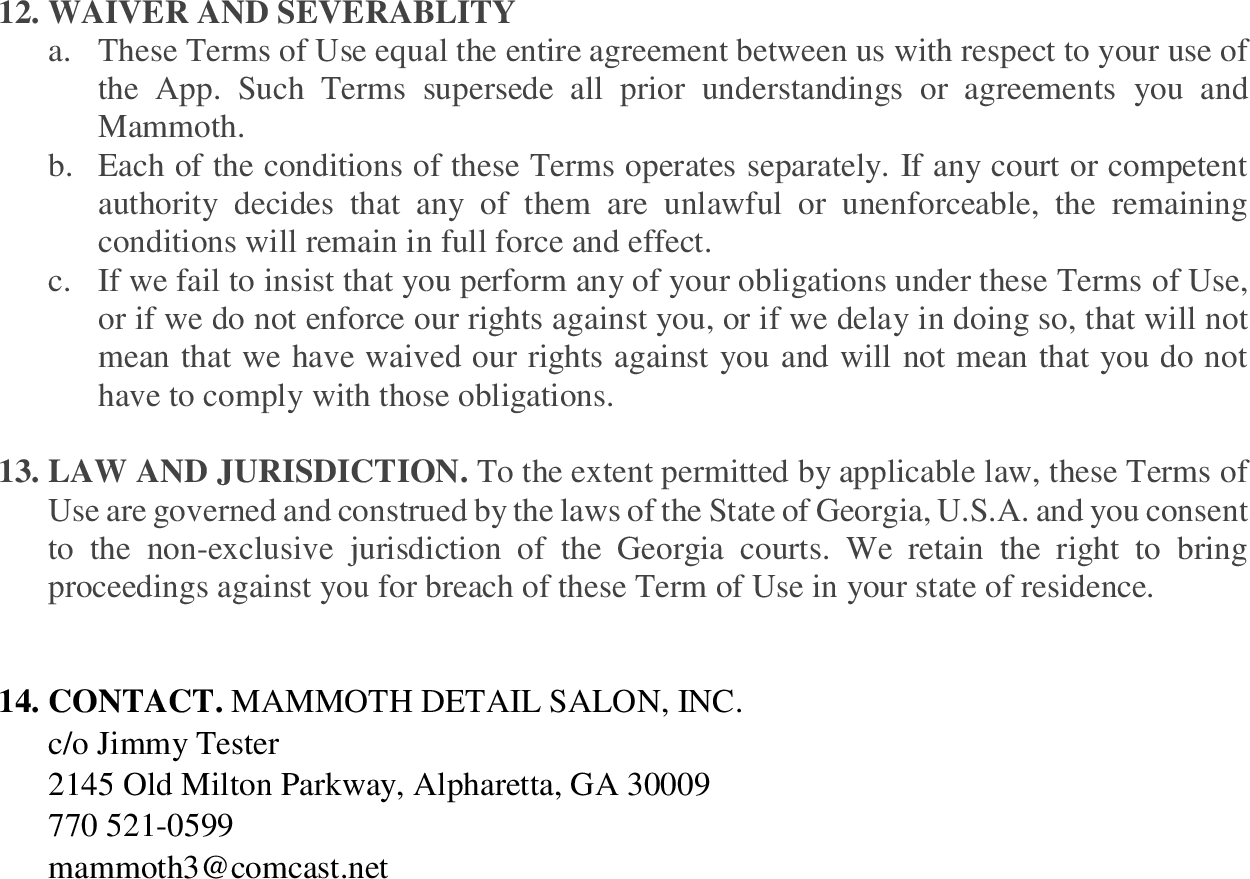 12. WAIVER AND SEVERABLITY
a. These Terms of Use equal the entire agreement between us with respect to your use of
the App. Such Terms supersede all prior understandings or agreements you and
Mammoth.
b. Each of the conditions of these Terms operates separately. If any court or competent
authority decides that any of them are unlawful or unenforceable, the remaining
conditions will remain in full force and effect.
c. If we fail to insist that you perform any of your obligations under these Terms of Use,
or if we do not enforce our rights against you, or if we delay in doing so, that will not
mean that we have waived our rights against you and will not mean that you do not
have to comply with those obligations.
13. LAW AND JURISDICTION. To the extent permitted by applicable law, these Terms of
Use are governed and construed by the laws of the State of Georgia, U.S.A. and you consent
to the non-exclusive jurisdiction of the Georgia courts. We retain the right to bring
proceedings against you for breach of these Term of Use in your state of residence.
14. CONTACT. MAMMOTH DETAIL SALON, INC.
c/o Jimmy Tester
2145 Old Milton Parkway, Alpharetta, GA 30009
770 521-0599
mammoth3@comcast.net